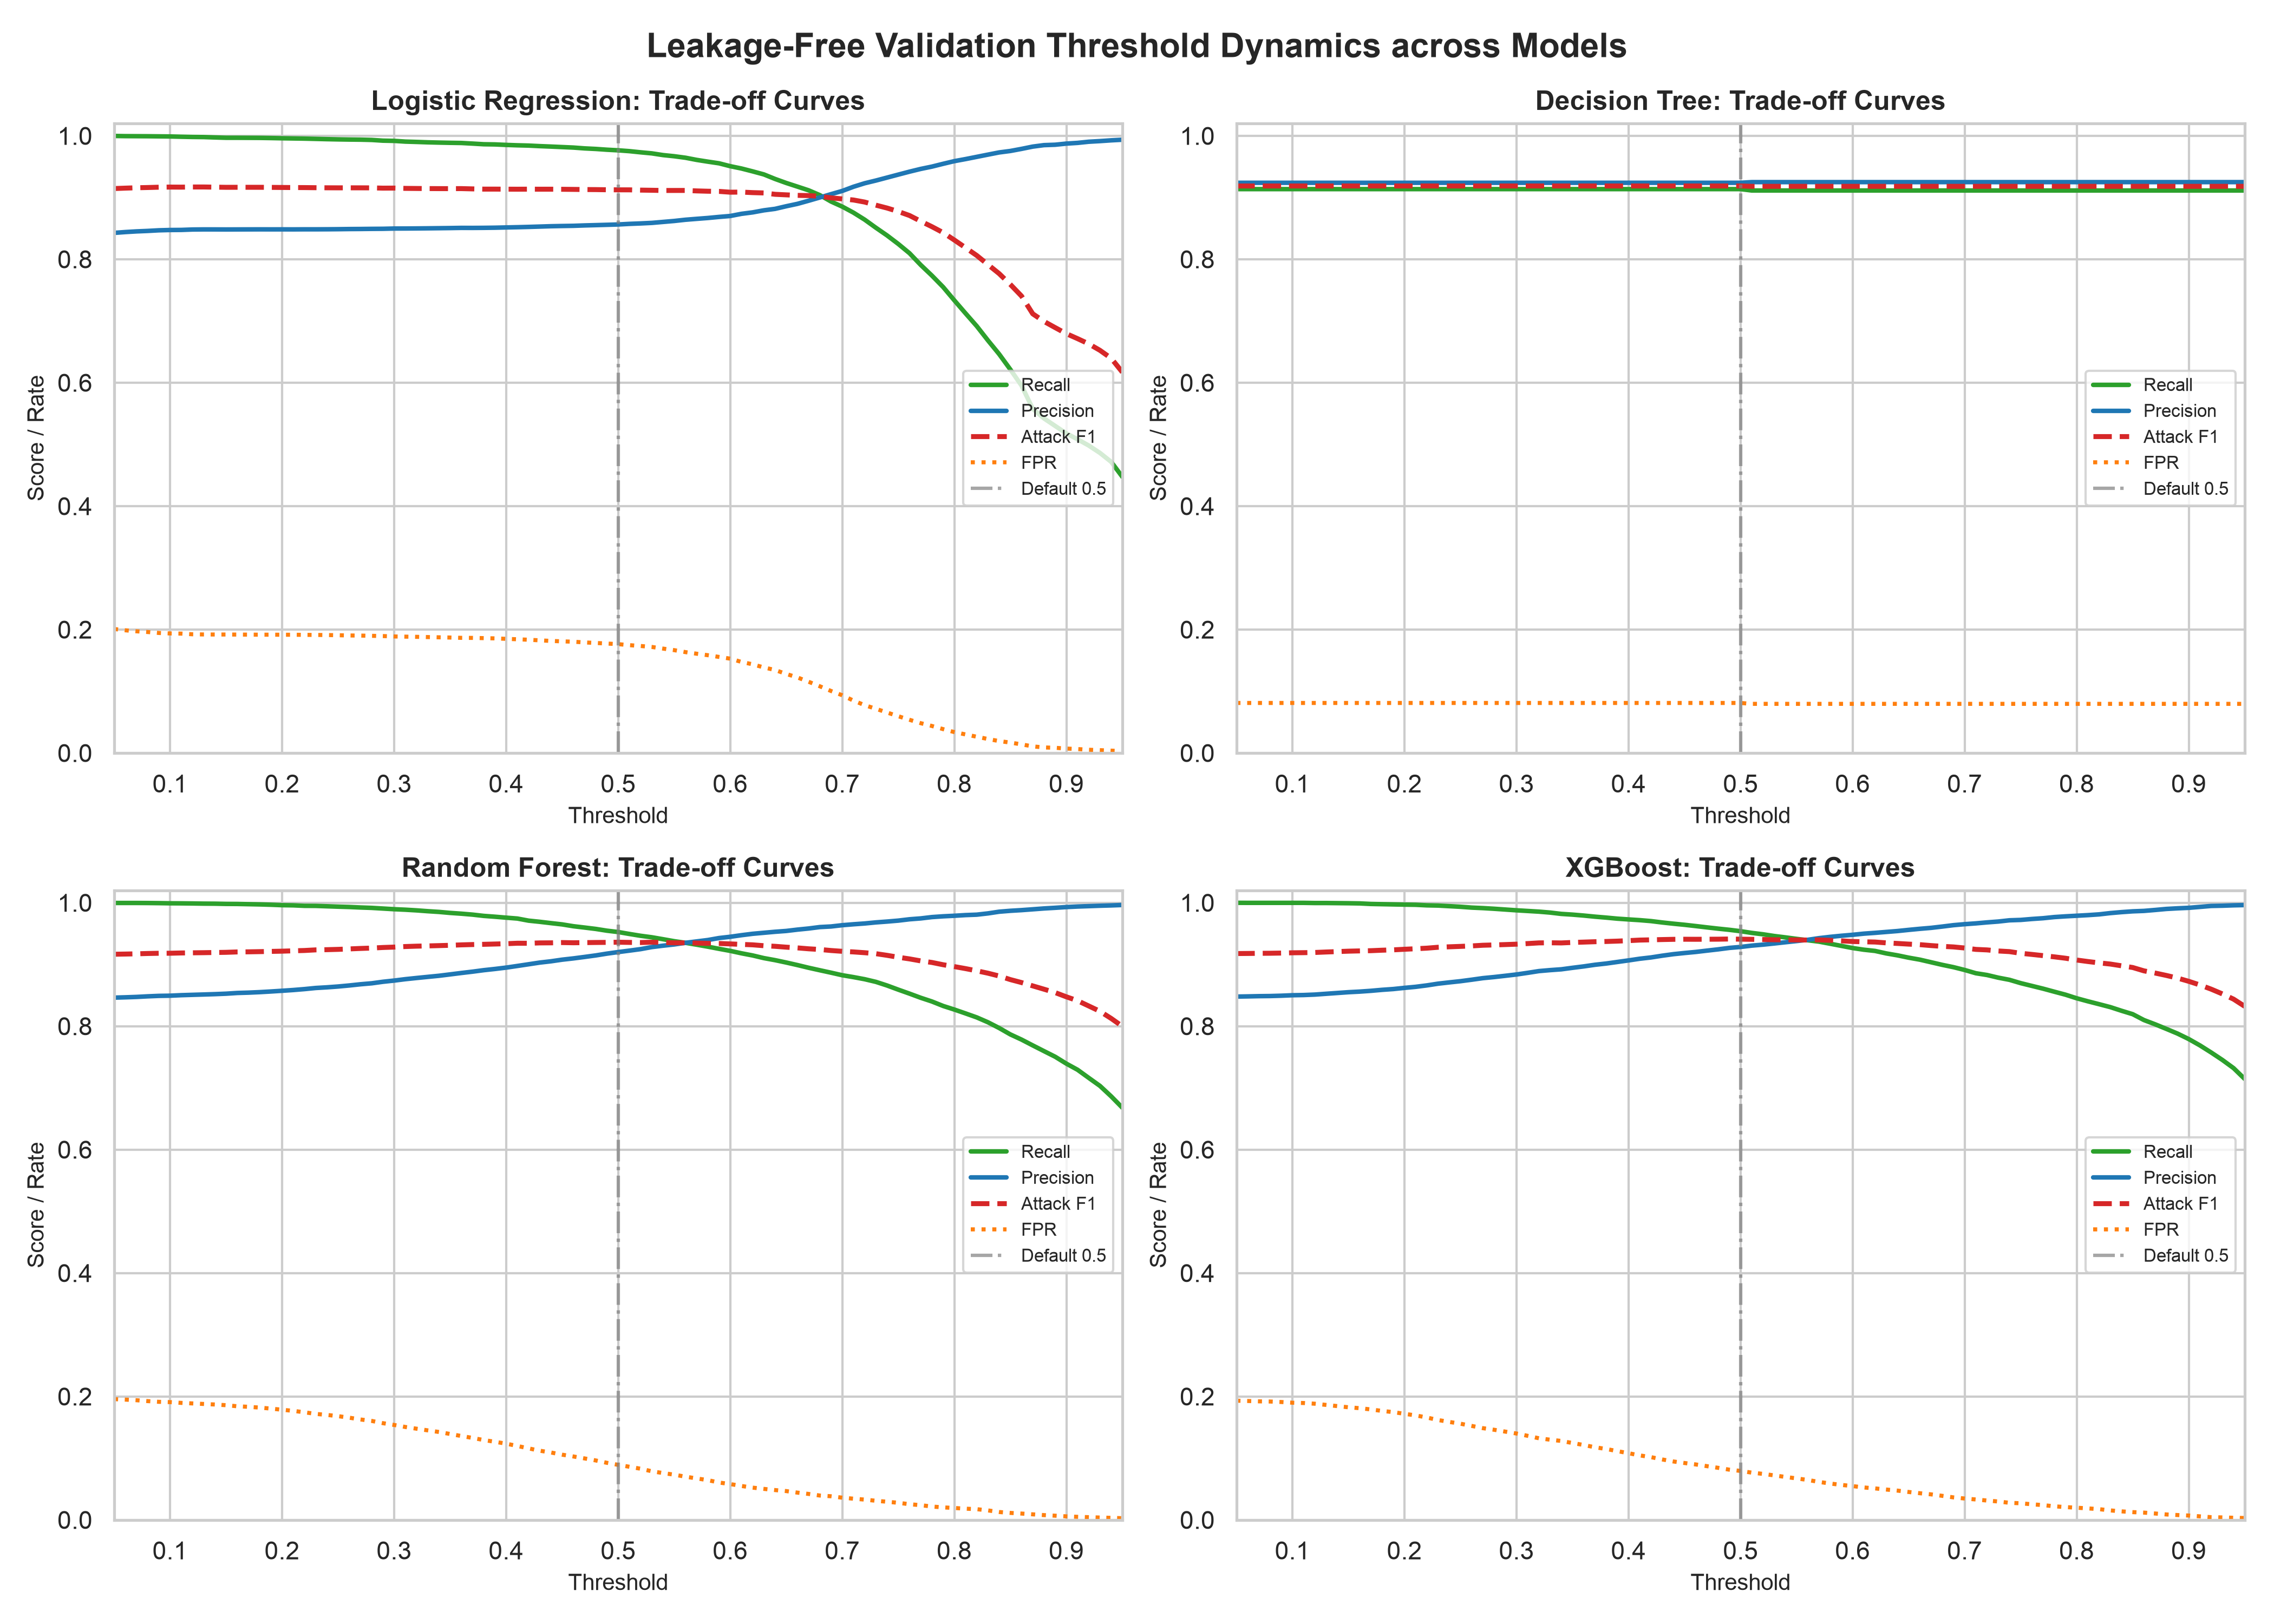 Leakage-Free Validation Threshold Dynamics across Models
Logistic Regression: Trade-off Curves
1.0
0.8
0.6
0.4
0.2
0.0
Score / Rate
Recall
Precision
Attack F1
FPR
Default 0.5
0.1 0.2 0.3 0.4 0.5 0.6 0.7 0.8 0.9
Threshold
Decision Tree: Trade-off Curves
1.0
0.8
0.6
0.4
0.2
0.0
Score / Rate
Recall
Precision
Attack F1
FPR
Default 0.5
0.1 0.2 0.3 0.4 0.5 0.6 0.7 0.8 0.9
Threshold
Random Forest: Trade-off Curves
1.0
0.8
0.6
0.4
0.2
0.0
Score / Rate
Recall
Precision
Attack F1
FPR
Default 0.5
0.1 0.2 0.3 0.4 0.5 0.6 0.7 0.8 0.9
Threshold
XGBoost: Trade-off Curves
1.0
0.8
0.6
0.4
0.2
0.0
Score / Rate
Recall
Precision
Attack F1
FPR
Default 0.5
0.1 0.2 0.3 0.4 0.5 0.6 0.7 0.8 0.9
Threshold